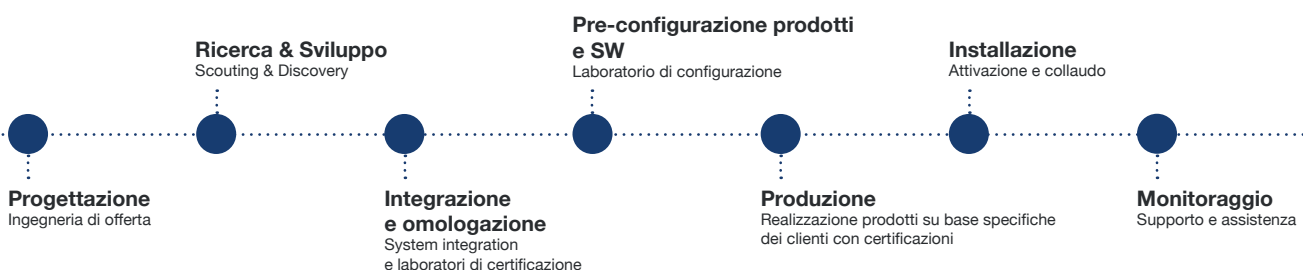 Progettazione
Ingegneria di offerta
Ricerca & Sviluppo
Scouting & Discovery
Integrazione
e omologazione
System integration
e laboratori di certificazione
Pre-configurazione prodotti
e SW
Laboratorio di configurazione
Produzione
Realizzazione prodotti su base specifiche
dei clienti con certificazioni
Installazione
Attivazione e collaudo
Monitoraggio
Supporto e assistenza